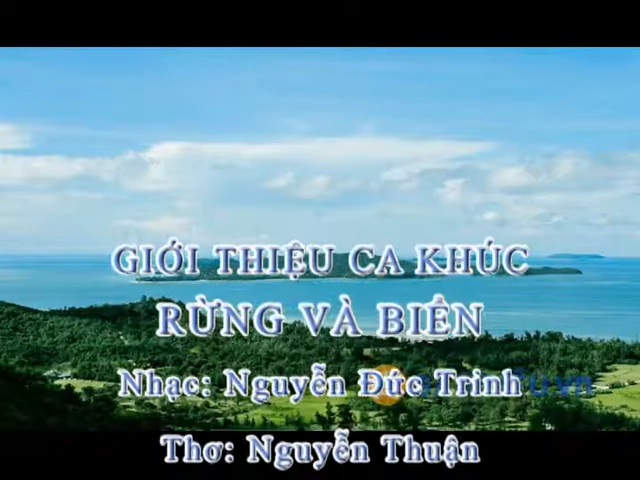 GIỚI THIỆU CA KHÚC
RỪNG VÀ BIỂN
Nhạc: Nguyễn Đức Trinh
Thơ: Nguyễn Thuận